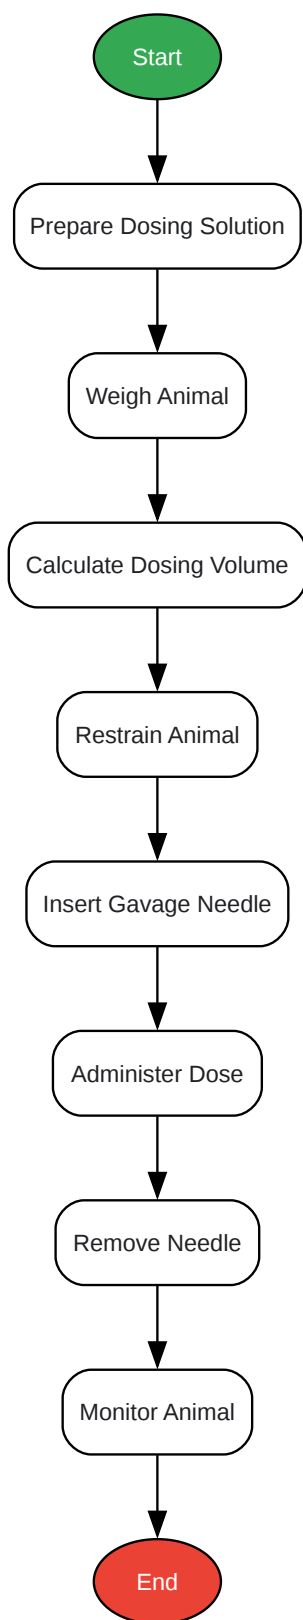 Start
Prepare Dosing Solution
Weigh Animal
Calculate Dosing Volume
Restrain Animal
Insert Gavage Needle
Administer Dose
Remove Needle
Monitor Animal
End